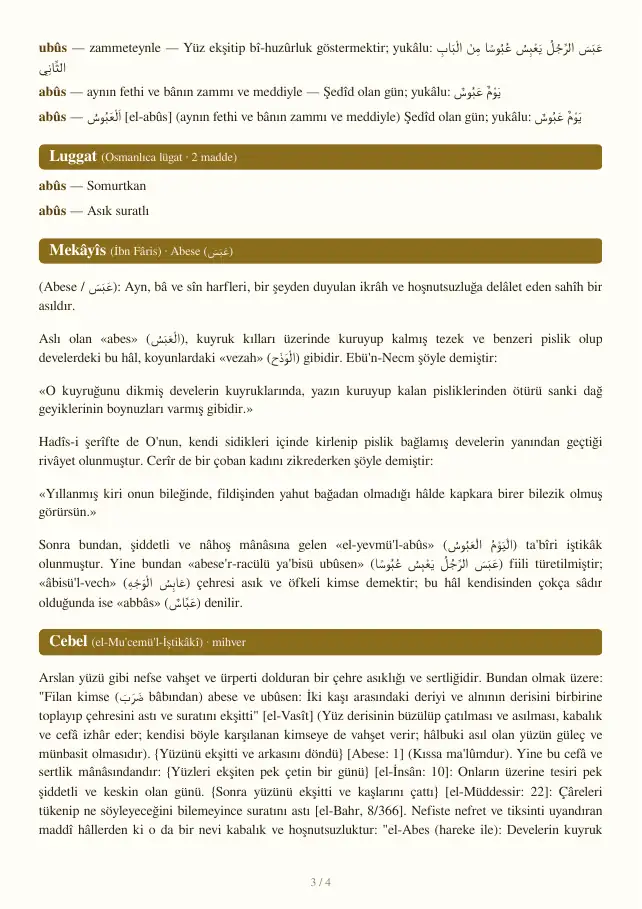 ubûs — zammeteynle — Yüz ekşitip bî-huzûrluk göstermektir; yukâlu: عَبَسَ الرَّجُلُ يَعْبِسُ عُبُوسًا مِنَ الْبَابِ
الثَّانِي
abûs — aynın fethi ve bânın zammı ve meddiyle — Şedîd olan gün; yukâlu: يَوْمٌ عَبُوسٌ
abûs — اَلْعَبُوسُ [el-abûs] (aynın fethi ve bânın zammı ve meddiyle) Şedîd olan gün; yukâlu: يَوْمٌ عَبُوسٌ
Luggat (Osmanlıca lügat · 2 madde)
abûs — Somurtkan
abûs — Asık suratlı
Mekâyîs (İbn Fâris) · Abese (عَبَسَ)
(Abese / عَبَسَ): Ayn, bâ ve sîn harfleri, bir şeyden duyulan ikrâh ve hoşnutsuzluğa delâlet eden sahîh bir
asıldır.
Aslı olan «abes» (الْعَبَسُ), kuyruk kılları üzerinde kuruyup kalmış tezek ve benzeri pislik olup
develerdeki bu hâl, koyunlardaki «vezah» (الْوَذَح) gibidir. Ebü'n-Necm şöyle demiştir:
«O kuyruğunu dikmiş develerin kuyruklarında, yazın kuruyup kalan pisliklerinden ötürü sanki dağ
geyiklerinin boynuzları varmış gibidir.»
Hadîs-i şerîfte de O'nun, kendi sidikleri içinde kirlenip pislik bağlamış develerin yanından geçtiği
rivâyet olunmuştur. Cerîr de bir çoban kadını zikrederken şöyle demiştir:
«Yıllanmış kiri onun bileğinde, fildişinden yahut bağadan olmadığı hâlde kapkara birer bilezik olmuş
görürsün.»
Sonra bundan, şiddetli ve nâhoş mânâsına gelen «el-yevmü'l-abûs» (الْيَوْمُ الْعَبُوسُ) ta'bîri iştikâk
olunmuştur. Yine bundan «abese'r-racülü ya'bisü ubûsen» (عَبَسَ الرَّجُلُ يَعْبِسُ عُبُوسًا) fiili türetilmiştir;
«âbisü'l-vech» (عَابِسُ الْوَجْهِ) çehresi asık ve öfkeli kimse demektir; bu hâl kendisinden çokça sâdır
olduğunda ise «abbâs» (عَبَّاسٌ) denilir.
Cebel (el-Mu'cemü'l-İştikâkî) · mihver
Arslan yüzü gibi nefse vahşet ve ürperti dolduran bir çehre asıklığı ve sertliğidir. Bundan olmak üzere:
"Filan kimse (ضَرَبَ bâbından) abese ve ubûsen: İki kaşı arasındaki deriyi ve alnının derisini birbirine
toplayıp çehresini astı ve suratını ekşitti" [el-Vasît] (Yüz derisinin büzülüp çatılması ve asılması, kabalık
ve cefâ izhâr eder; kendisi böyle karşılanan kimseye de vahşet verir; hâlbuki asıl olan yüzün güleç ve
münbasit olmasıdır). {Yüzünü ekşitti ve arkasını döndü} [Abese: 1] (Kıssa ma'lûmdur). Yine bu cefâ ve
sertlik mânâsındandır: {Yüzleri ekşiten pek çetin bir günü} [el-İnsân: 10]: Onların üzerine tesiri pek
şiddetli ve keskin olan günü. {Sonra yüzünü ekşitti ve kaşlarını çattı} [el-Müddessir: 22]: Çâreleri
tükenip ne söyleyeceğini bilemeyince suratını astı [el-Bahr, 8/366]. Nefiste nefret ve tiksinti uyandıran
maddî hâllerden ki o da bir nevi kabalık ve hoşnutsuzluktur: "el-Abes (hareke ile): Develerin kuyruk
3 / 4